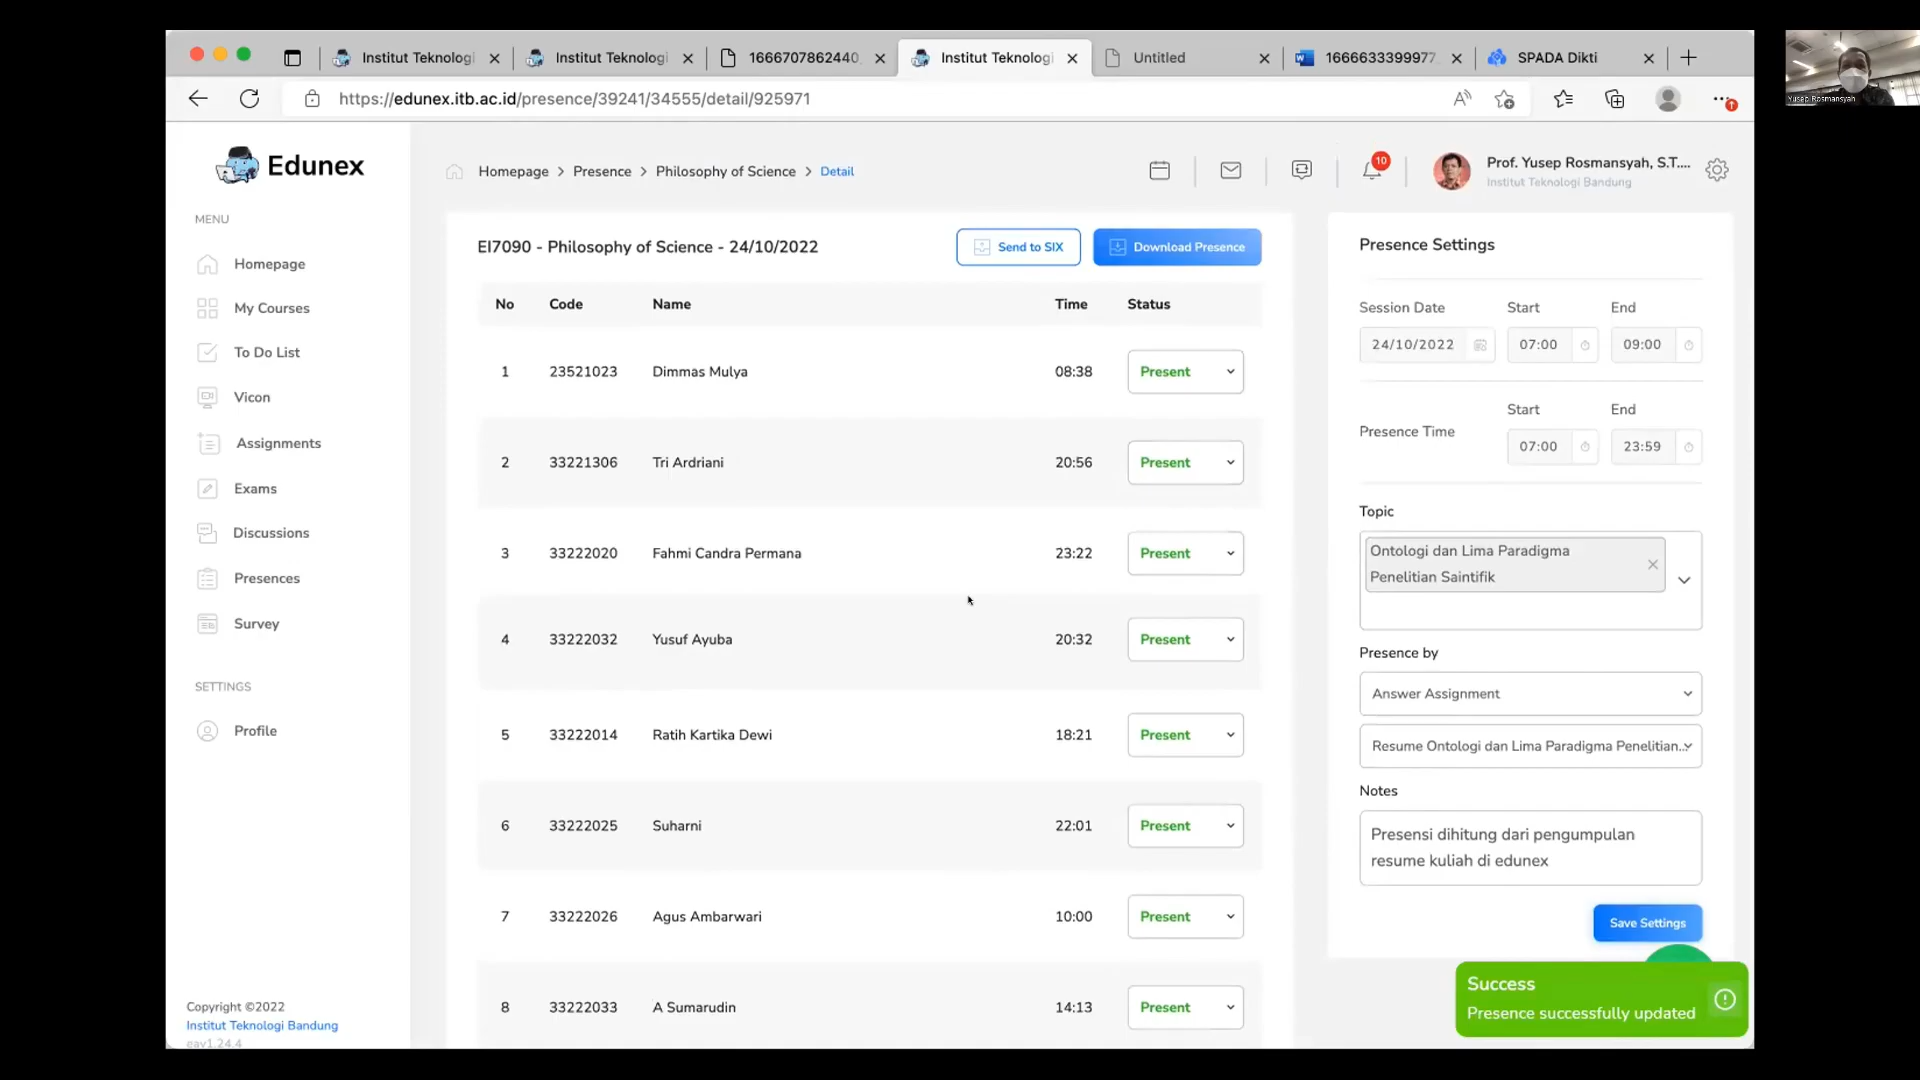 Institut Teknologi
Institut Teknologi
1666707862440
Institut Teknologi
Untitled
1666633399977
SPADA Dikti
https://edunex.itb.ac.id/presence/39241/34555/detail/925971
Yusep Rosmansyah
Edunex
MENU
Homepage
My Courses
To Do List
Vicon
Assignments
Exams
Discussions
Presences
Survey
SETTINGS
Profile
Copyright ©2022
Institut Teknologi Bandung
eav1.24.4
Homepage > Presence > Philosophy of Science > Detail
10
Prof. Yusep Rosmansyah, S.T....
Institut Teknologi Bandung
EI7090 - Philosophy of Science - 24/10/2022
Send to SIX
Download Presence
No Code Name Time Status
1 23521023 Dimmas Mulya 08:38 Present
2 33221306 Tri Ardriani 20:56 Present
3 33222020 Fahmi Candra Permana 23:22 Present
4 33222032 Yusuf Ayuba 20:32 Present
5 33222014 Ratih Kartika Dewi 18:21 Present
6 33222025 Suharni 22:01 Present
7 33222026 Agus Ambarwari 10:00 Present
8 33222033 A Sumarudin 14:13 Present
Presence Settings
Session Date Start End
24/10/2022 07:00 09:00
Start End
Presence Time 07:00 23:59
Topic
Ontologi dan Lima Paradigma
Penelitian Saintifik
Presence by
Answer Assignment
Resume Ontologi dan Lima Paradigma Penelitian...
Notes
Presensi dihitung dari pengumpulan
resume kuliah di edunex
Save Settings
Success
Presence successfully updated